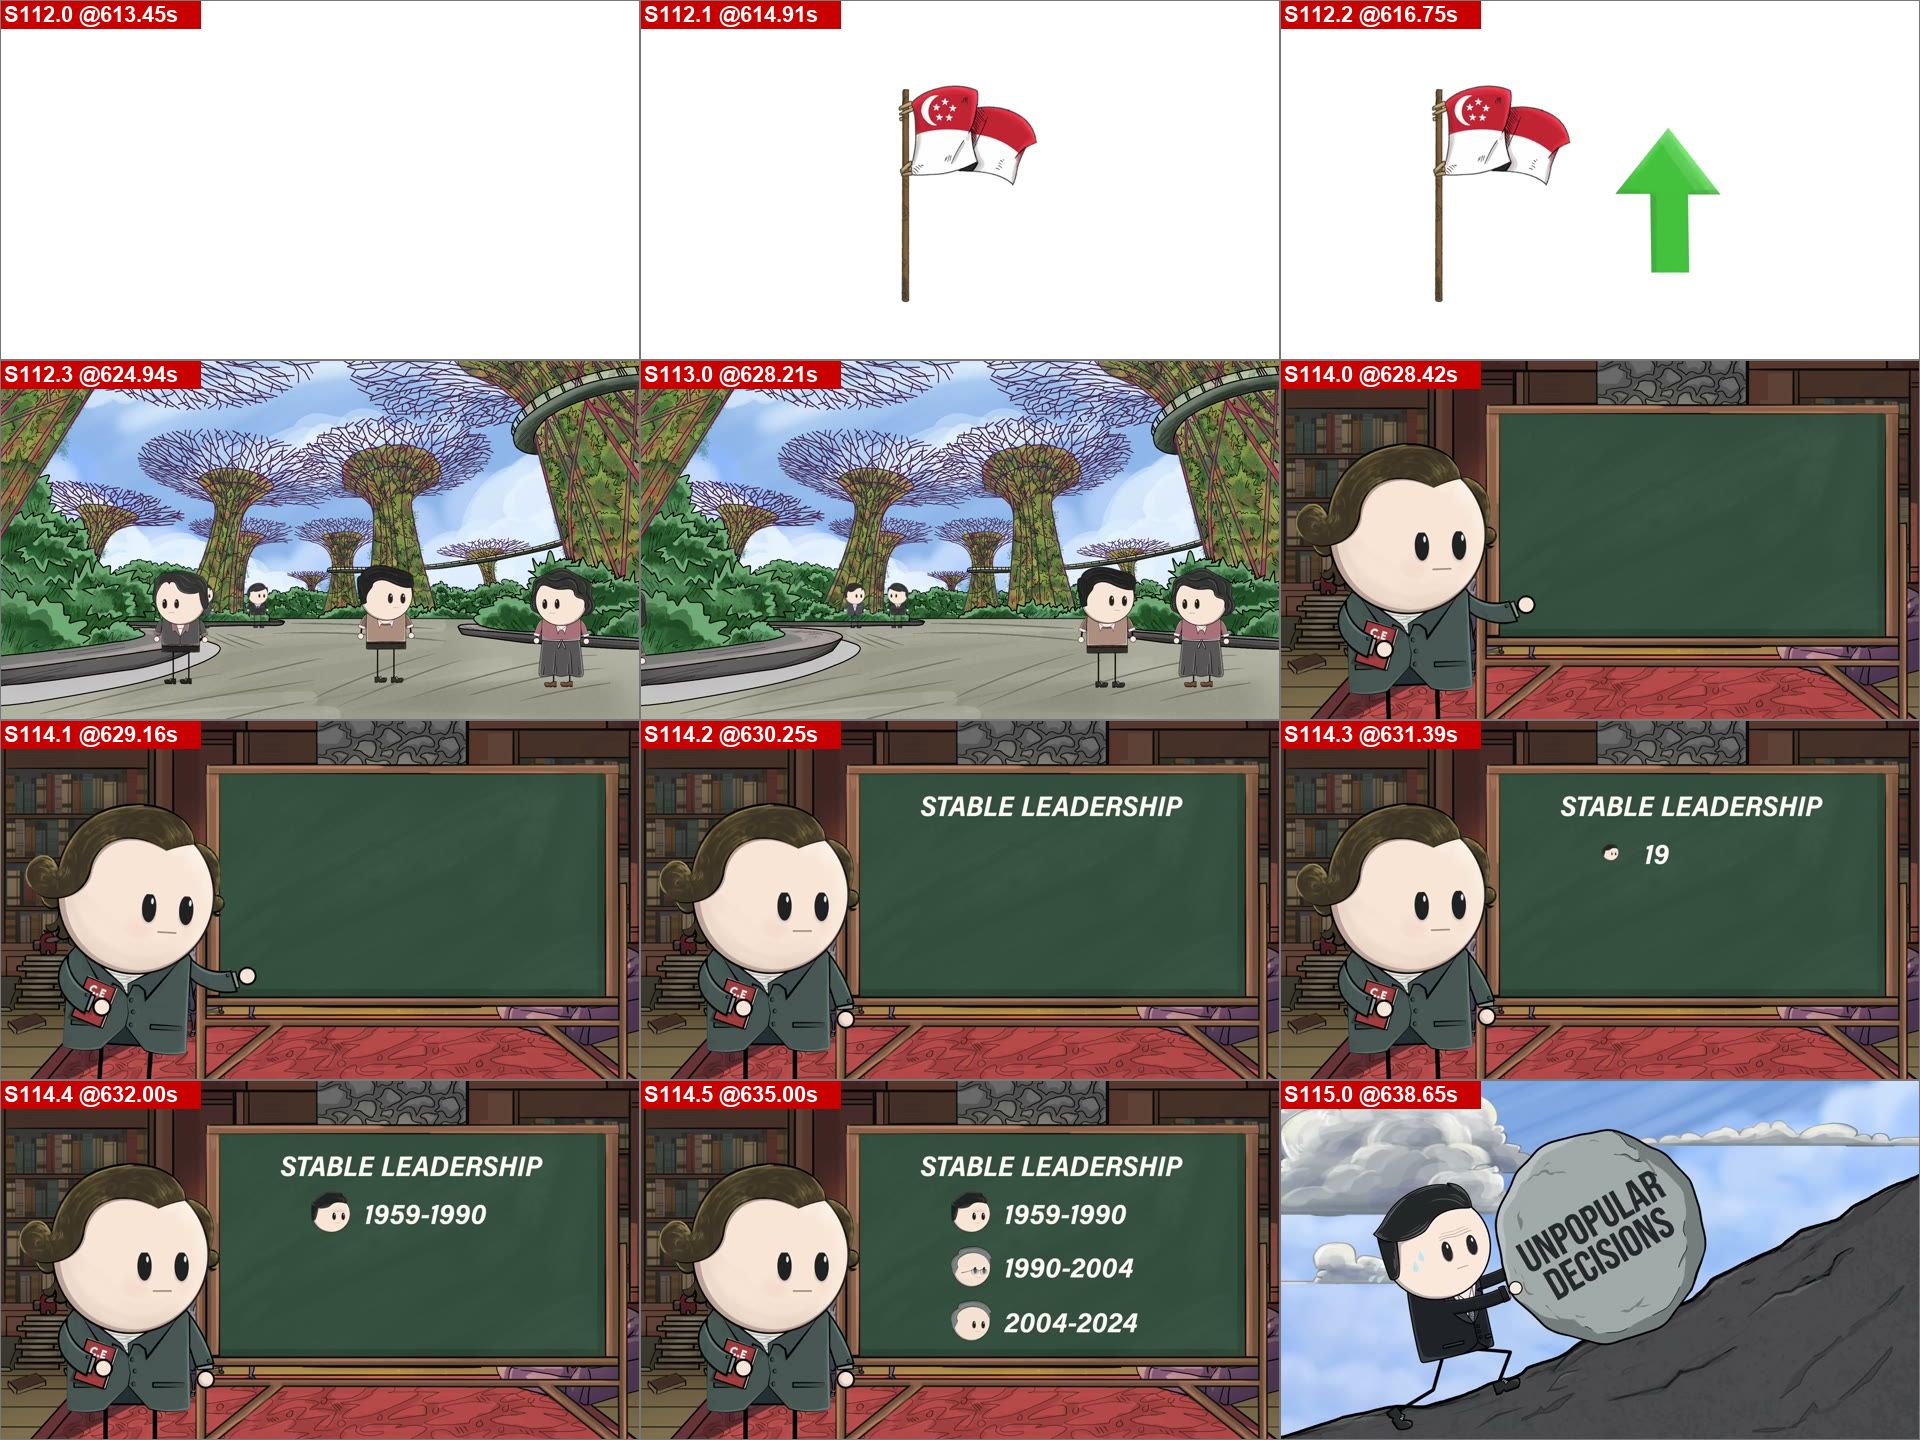 S112.0 @613.45s
S112.1 @614.91s
S112.2 @616.75s
S112.3 @624.94s
S113.0 @628.21s
S114.0 @628.42s
C.E
S114.1 @629.16s
C.E
S114.2 @630.25s
STABLE LEADERSHIP
C.E
S114.3 @631.39s
STABLE LEADERSHIP
19
C.E
S114.4 @632.00s
STABLE LEADERSHIP
1959-1990
C.E
S114.5 @635.00s
STABLE LEADERSHIP
1959-1990
1990-2004
2004-2024
C.E
S115.0 @638.65s
UNPOPULAR
DECISIONS